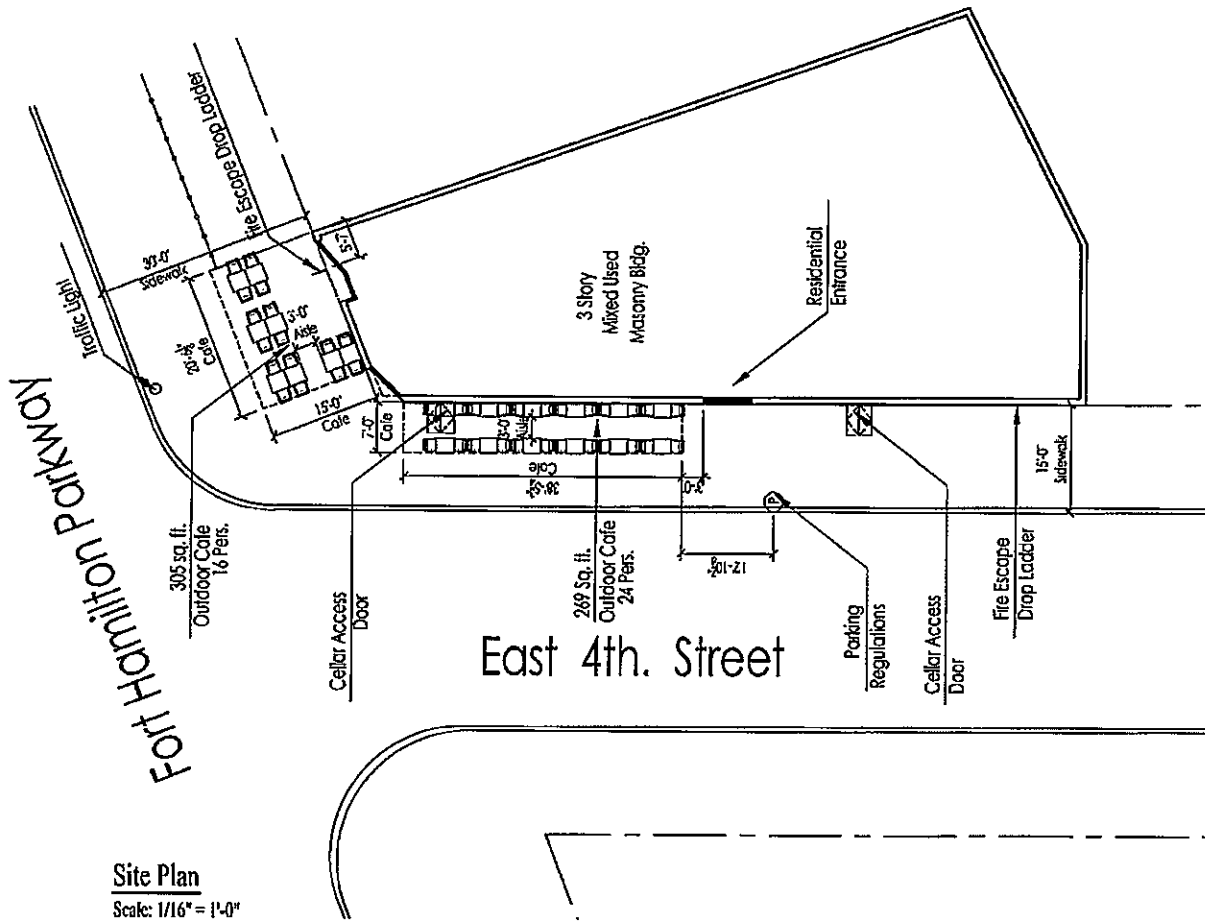 Fort Hamilton Parkway
Traffic Light
30'-0"
Sidewalk
Fire Escape Drop Ladder
Cafe
3'-0"
Aisle
15'-0"
Cafe
305 sq. ft.
Outdoor Cafe
16 Pers.
7'-0"
Cafe
3'-0"
Aisle
Cafe
Cellar Access
Door
269 Sq. ft.
Outdoor Cafe
24 Pers.
3 Story
Mixed Used
Masonry Bldg.
Residential
Entrance
East 4th. Street
P
Parking
Regulations
Cellar Access
Door
Fire Escape
Drop Ladder
15'-0"
Sidewak
Site Plan
Scale: 1/16" = 1'-0"